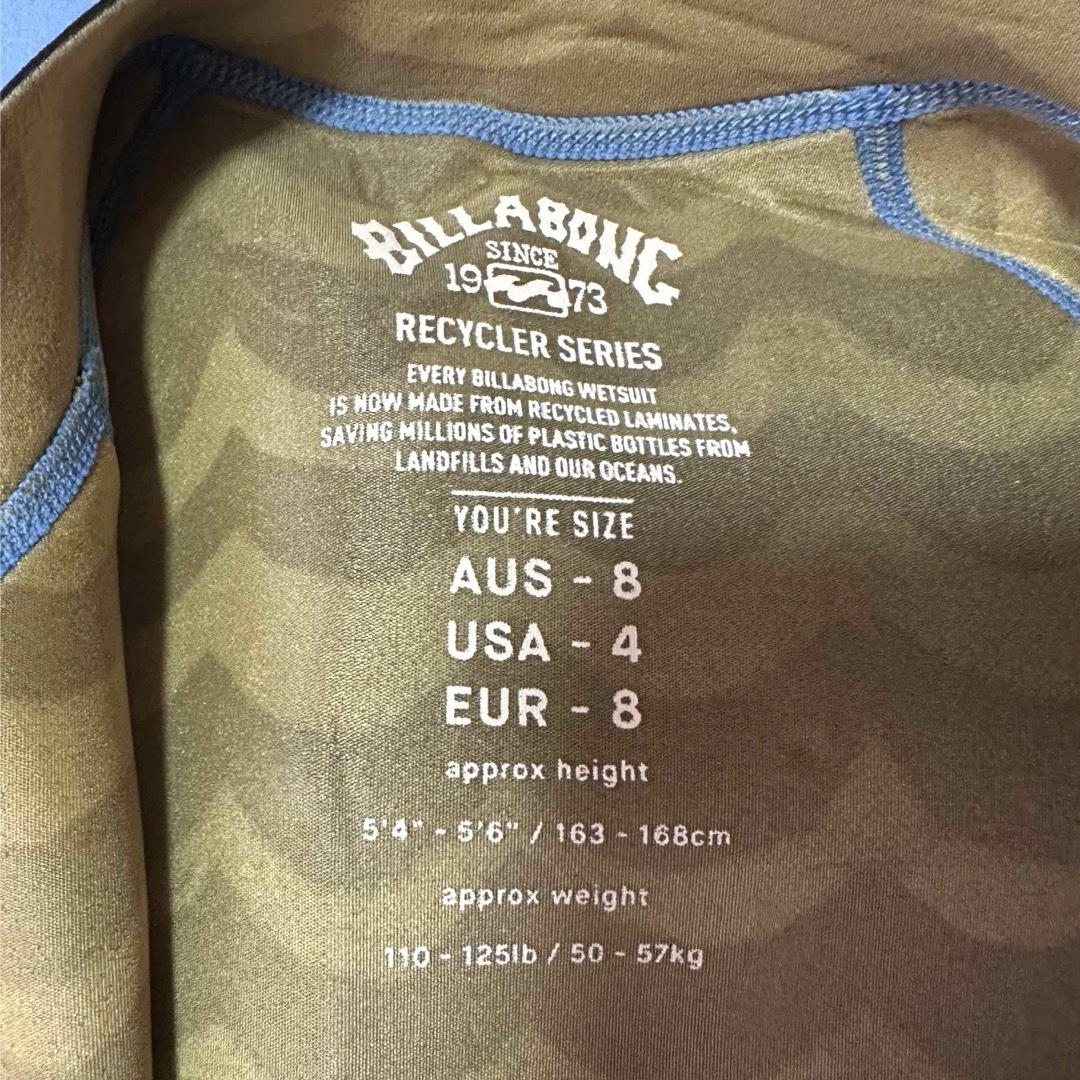 BILLABONG
SINCE
1973
RECYCLER SERIES
EVERY BILLABONG WETSUIT
IS NOW MADE FROM RECYCLED LAMINATES,
SAVING MILLIONS OF PLASTIC BOTTLES FROM
LANDFILLS AND OUR OCEANS.
YOU'RE SIZE
AUS - 8
USA - 4
EUR - 8
approx height
5'4" - 5'6" / 163 - 168cm
approx weight
110 - 125lb / 50 - 57kg